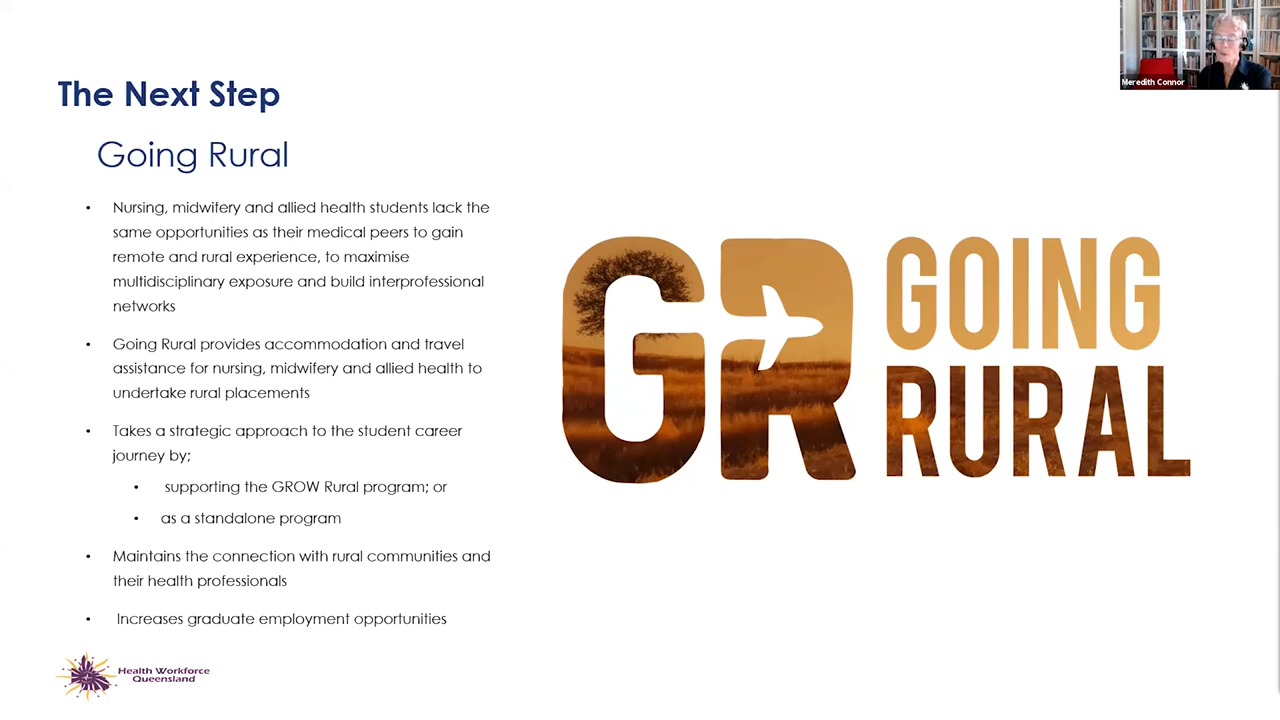 Meredith Connor
The Next Step
Going Rural
• Nursing, midwifery and allied health students lack the
same opportunities as their medical peers to gain
remote and rural experience, to maximise
multidisciplinary exposure and build interprofessional
networks
• Going Rural provides accommodation and travel
assistance for nursing, midwifery and allied health to
undertake rural placements
• Takes a strategic approach to the student career
journey by;
• supporting the GROW Rural program; or
• as a standalone program
• Maintains the connection with rural communities and
their health professionals
• Increases graduate employment opportunities
GR
GOING
RURAL
Health Workforce
Queensland